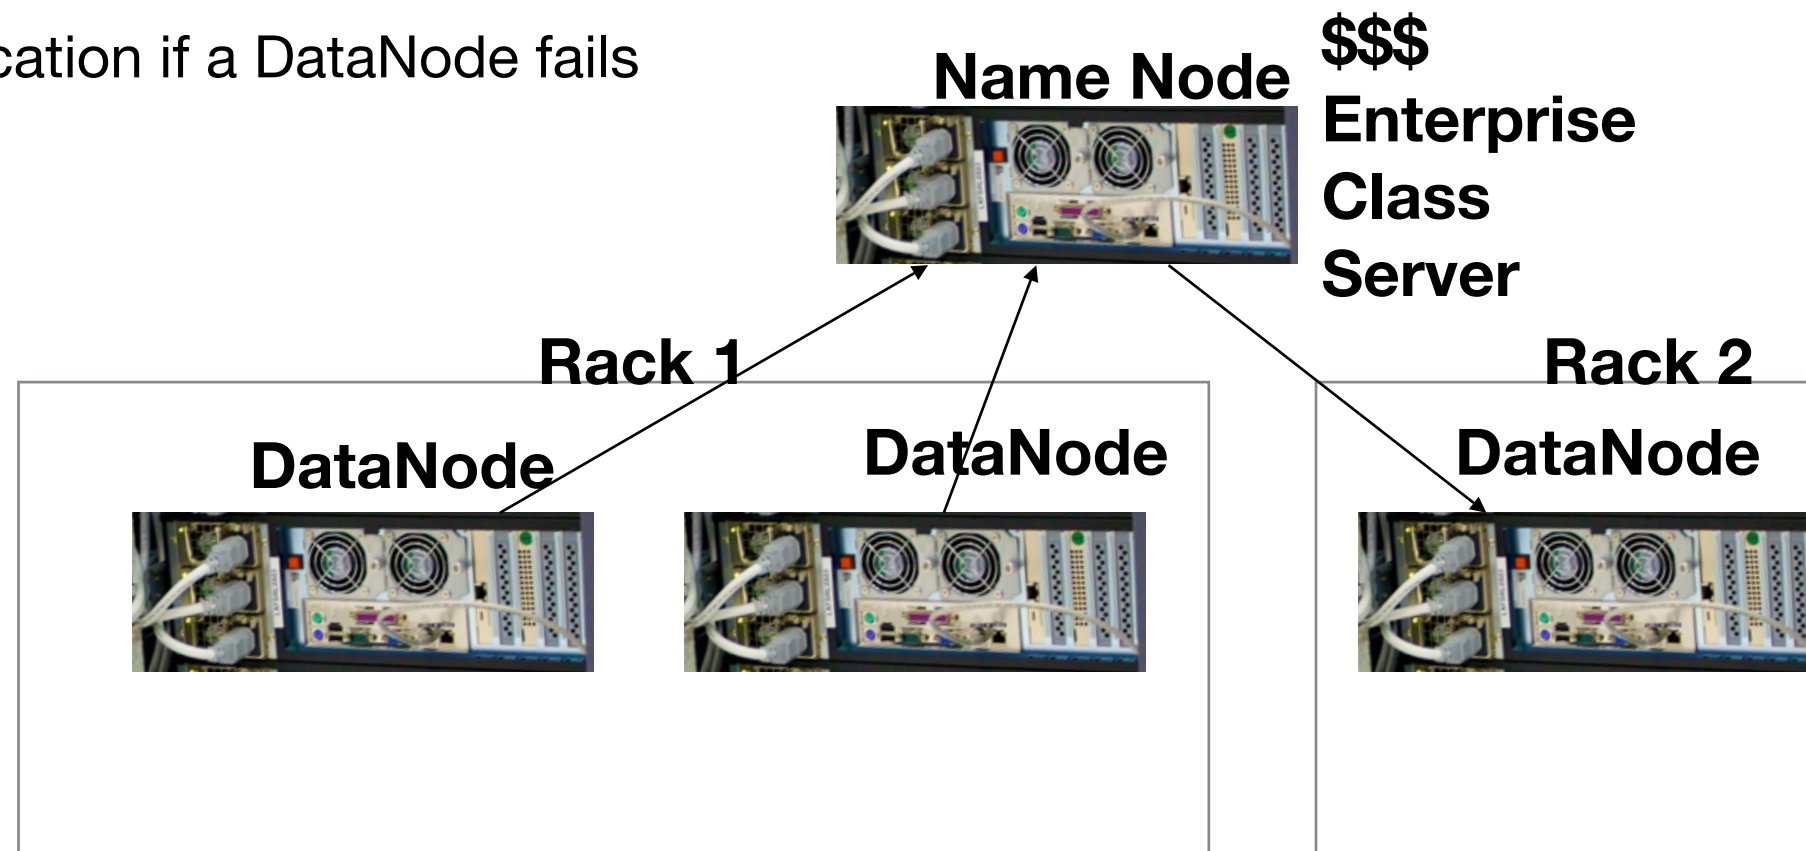 cation if a DataNode fails
Name Node
$$$
Enterprise
Class
Server
Rack 1
Rack 2
DataNode
DataNode
DataNode